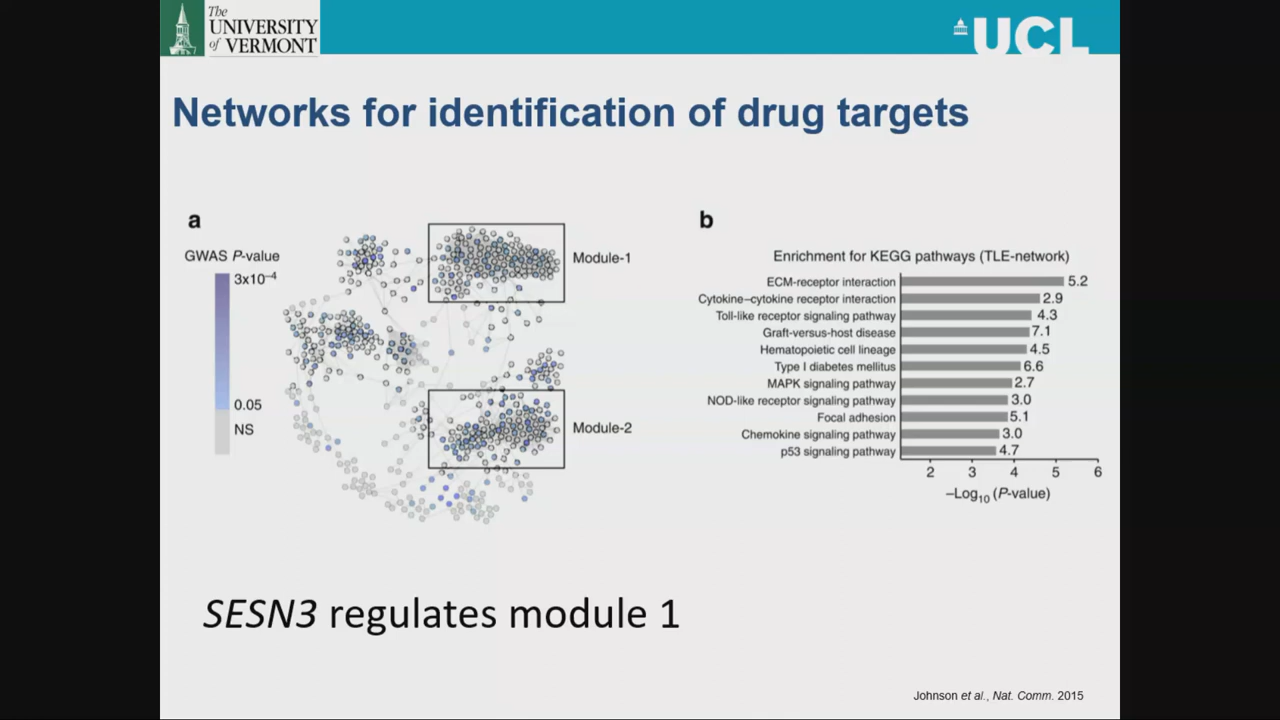 The
UNIVERSITY
of VERMONT
UCL
Networks for identification of drug targets
a
GWAS P-value
3x10⁻⁴
0.05
NS
Module-1
Module-2
b
Enrichment for KEGG pathways (TLE-network)
ECM-receptor interaction 5.2
Cytokine–cytokine receptor interaction 2.9
Toll-like receptor signaling pathway 4.3
Graft-versus-host disease 7.1
Hematopoietic cell lineage 4.5
Type I diabetes mellitus 6.6
MAPK signaling pathway 2.7
NOD-like receptor signaling pathway 3.0
Focal adhesion 5.1
Chemokine signaling pathway 3.0
p53 signaling pathway 4.7
2 3 4 5 6
–Log₁₀ (P-value)
SESN3 regulates module 1
Johnson et al., Nat. Comm. 2015